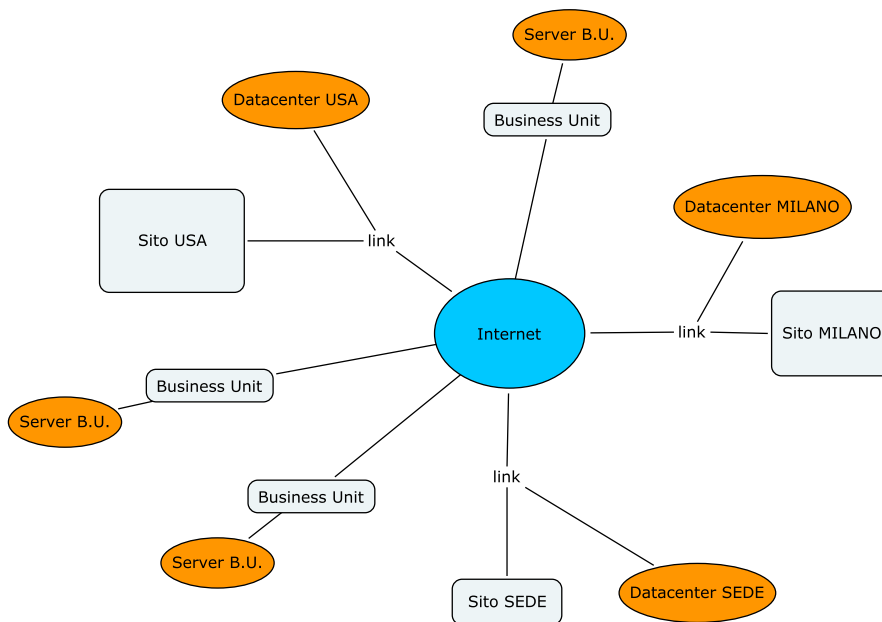 Server B.U.
Datacenter USA
Business Unit
Datacenter MILANO
Sito USA
link
Internet
link
Sito MILANO
Business Unit
Server B.U.
link
Business Unit
Server B.U.
Sito SEDE
Datacenter SEDE